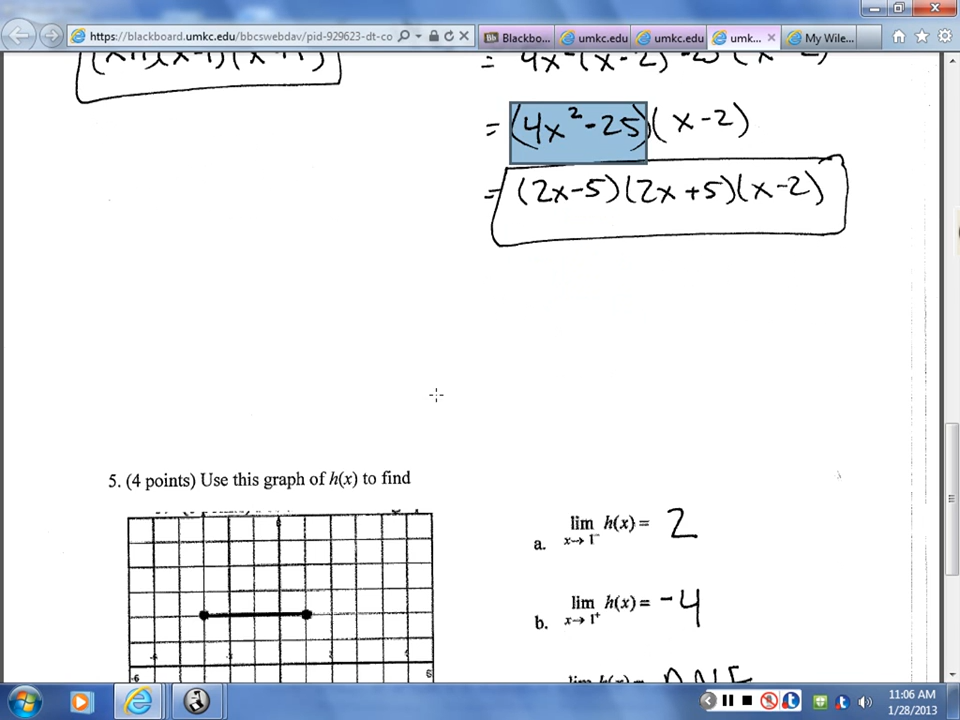 https://blackboard.umkc.edu/bbcswebdav/pid-929623-dt-co
Blackbo...
umkc.edu
umkc.edu
umk...
My Wile...
= (4x²-25)(x-2)
= (2x-5)(2x+5)(x-2)
5. (4 points) Use this graph of h(x) to find
a. lim x→1⁻ h(x) = 2
b. lim x→1⁺ h(x) = -4
-6
11:06 AM
1/28/2013